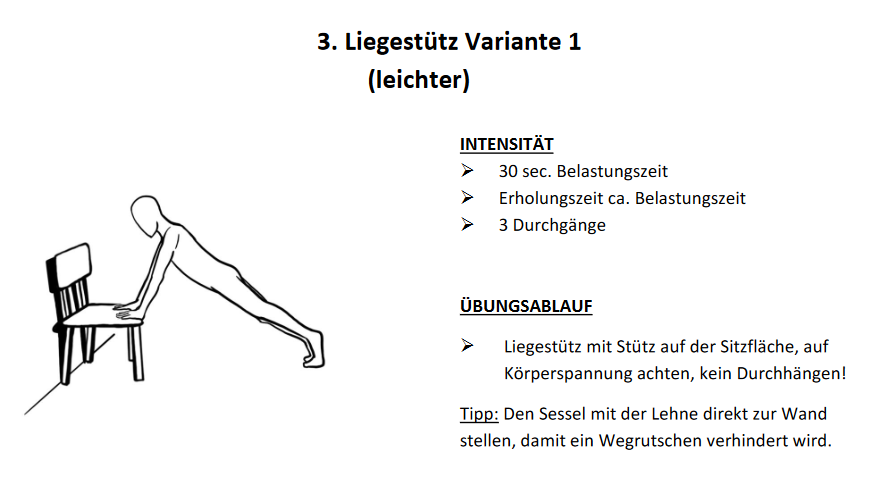 3. Liegestütz Variante 1
(leichter)
INTENSITÄT
➢ 30 sec. Belastungszeit
➢ Erholungszeit ca. Belastungszeit
➢ 3 Durchgänge
ÜBUNGSABLAUF
➢ Liegestütz mit Stütz auf der Sitzfläche, auf
Körperspannung achten, kein Durchhängen!
Tipp: Den Sessel mit der Lehne direkt zur Wand
stellen, damit ein Wegrutschen verhindert wird.